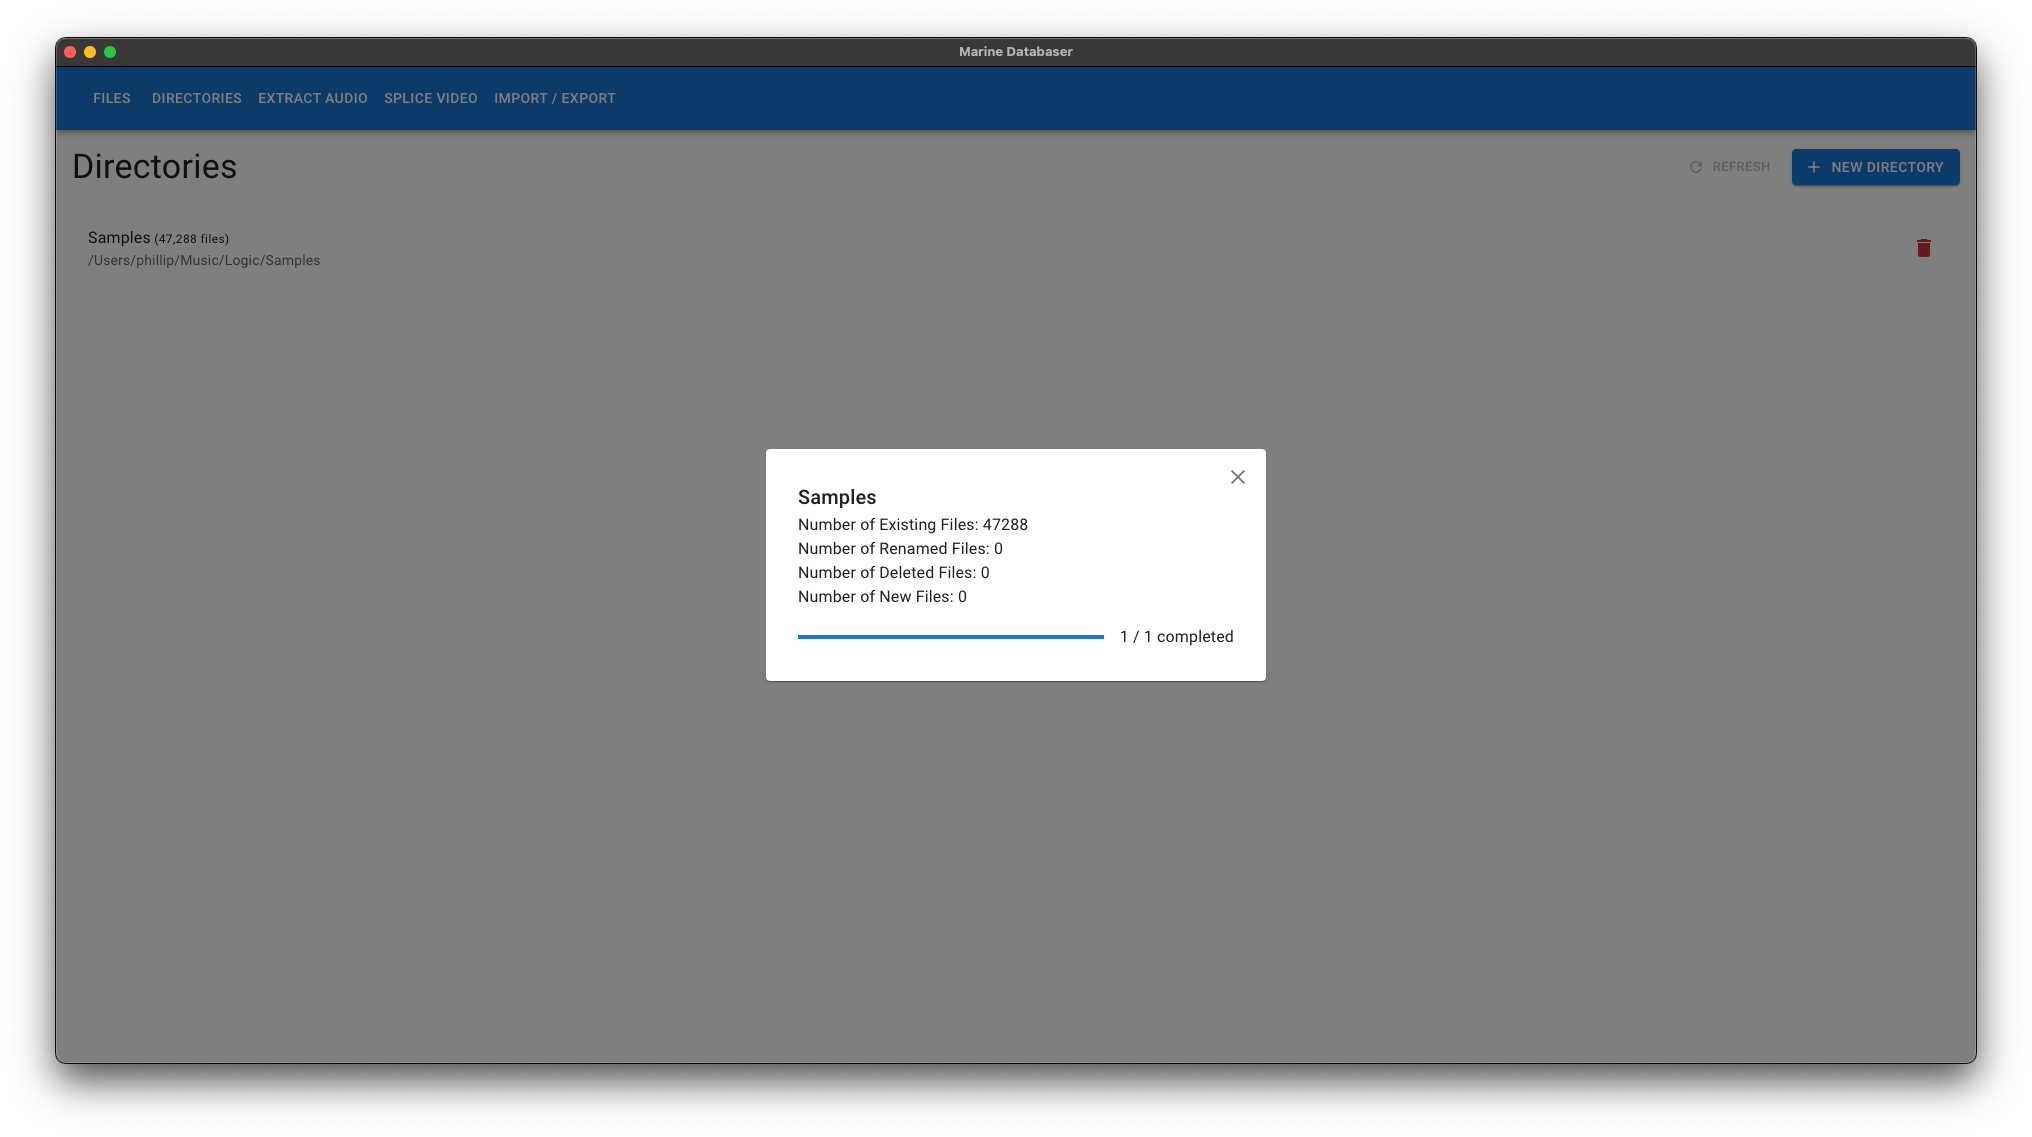 Marine Databaser
FILES DIRECTORIES EXTRACT AUDIO SPLICE VIDEO IMPORT / EXPORT
Directories
REFRESH
NEW DIRECTORY
Samples (47,288 files)
/Users/phillip/Music/Logic/Samples
Samples
Number of Existing Files: 47288
Number of Renamed Files: 0
Number of Deleted Files: 0
Number of New Files: 0
1 / 1 completed